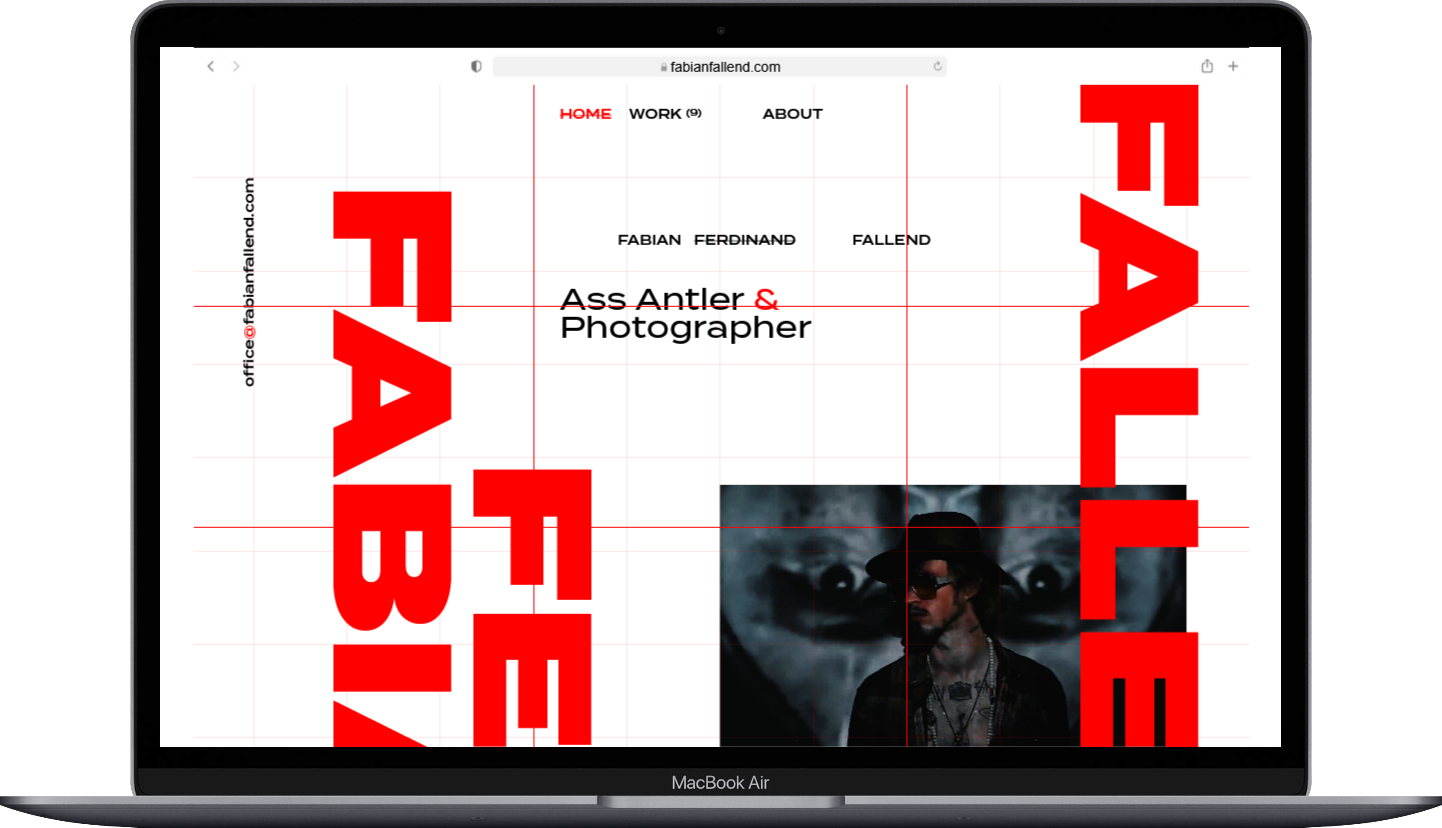 fabianfallend.com
HOME WORK (9) ABOUT
office@fabianfallend.com
FABIAN FERDINAND FALLEND
Ass Antler &
Photographer
FABIA
FE
FALLE
MacBook Air